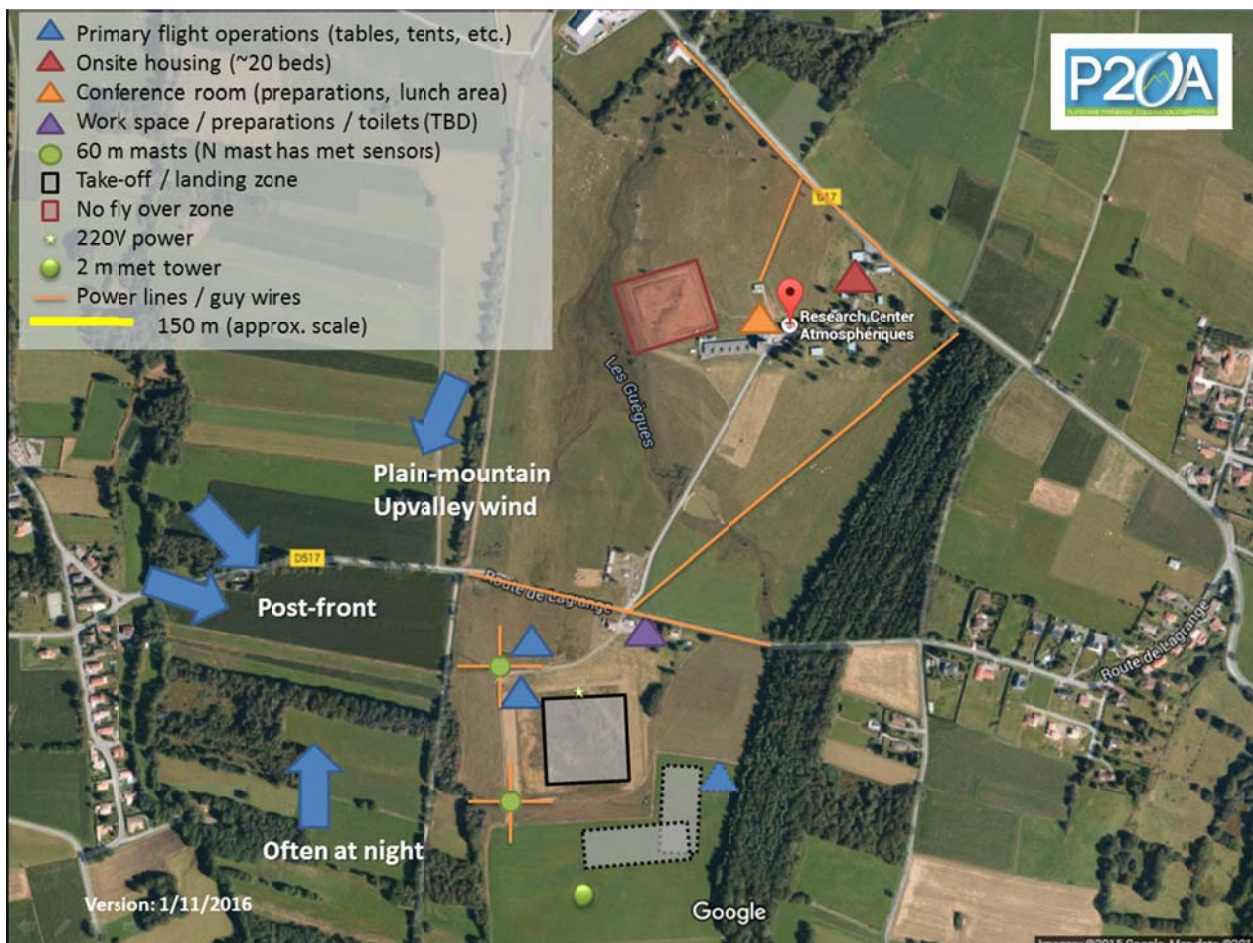 Primary flight operations (tables, tents, etc.)
Onsite housing (~20 beds)
Conference room (preparations, lunch area)
Work space / preparations / toilets (TBD)
60 m masts (N mast has met sensors)
Take-off / landing zone
No fly over zone
220V power
2 m met tower
Power lines / guy wires
150 m (approx. scale)
P2OA
D17
Research Center
Atmosphériques
Les Guègues
Plain-mountain
Upvalley wind
D517
Route de Lagrange
Post-front
Route de Lagrange
Often at night
Version: 1/11/2016
Google